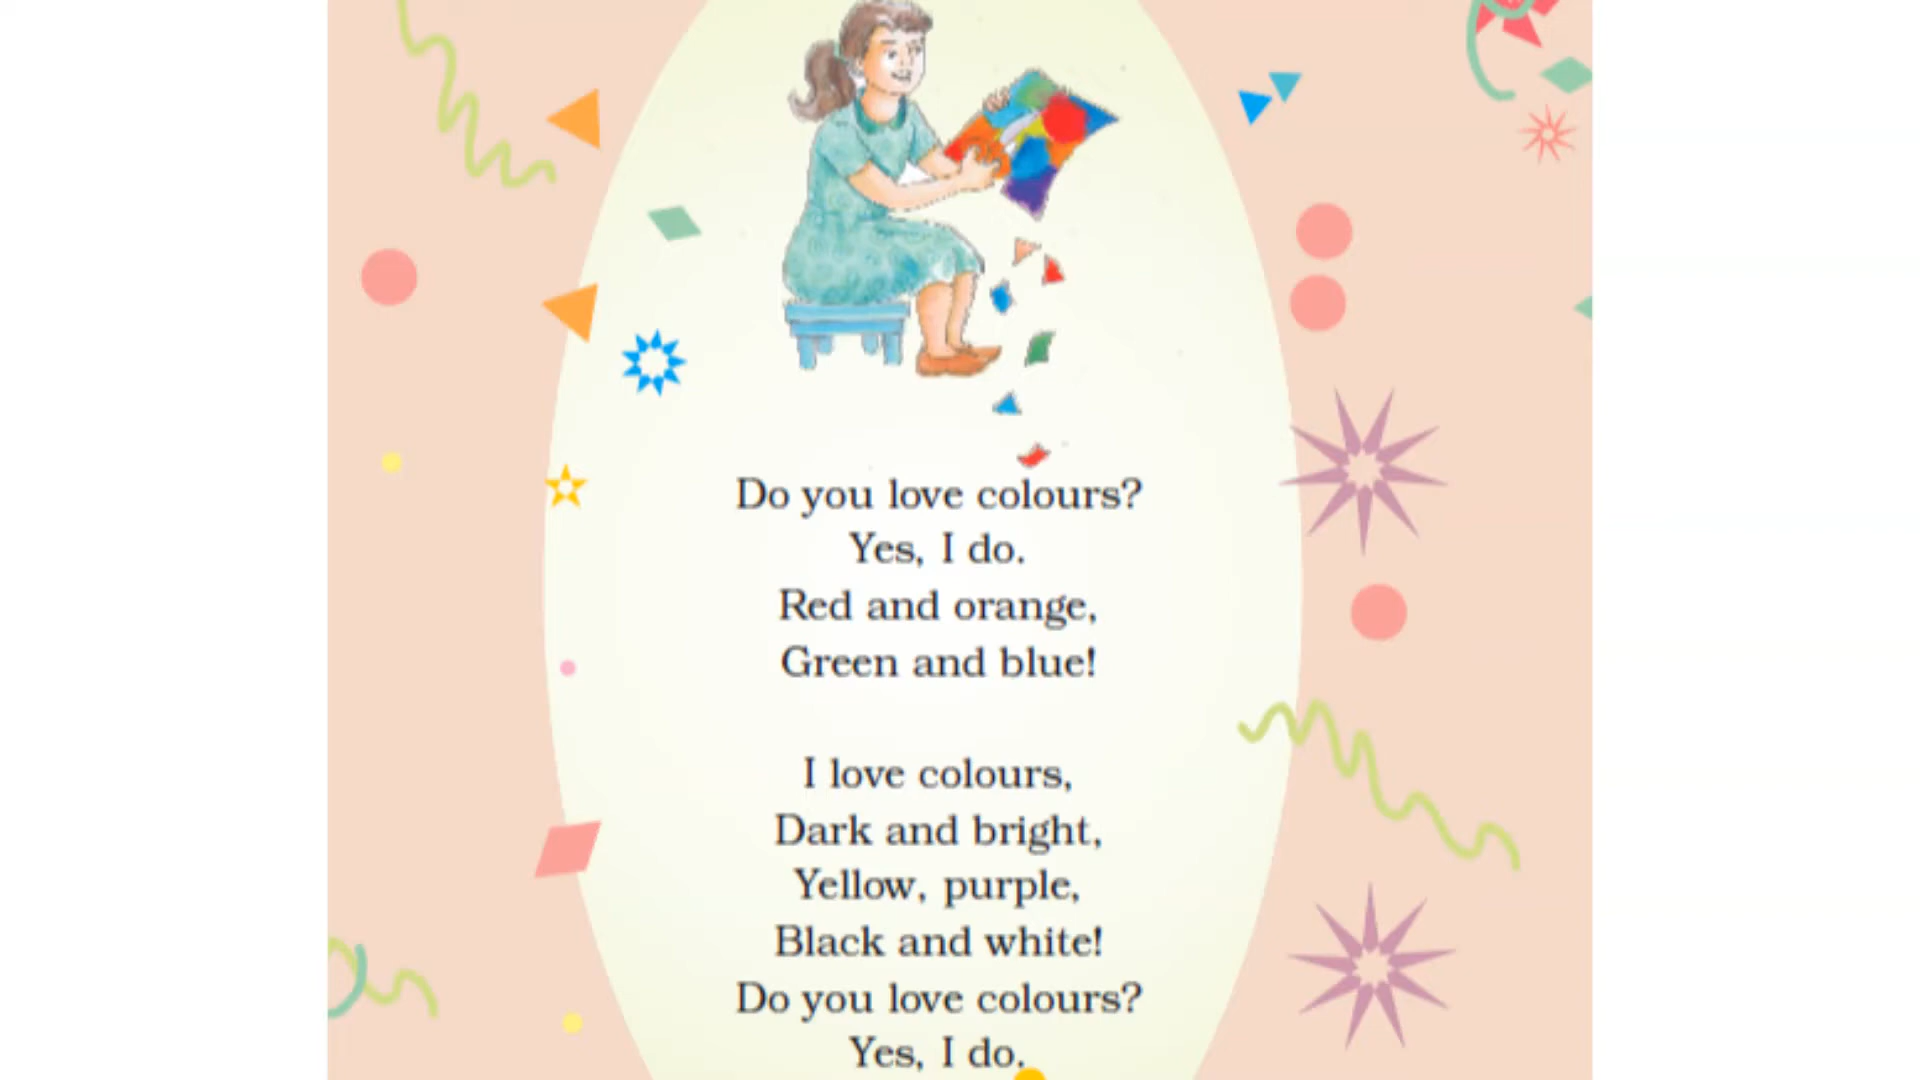 Do you love colours?
Yes, I do.
Red and orange,
Green and blue!
I love colours,
Dark and bright,
Yellow, purple,
Black and white!
Do you love colours?
Yes, I do.